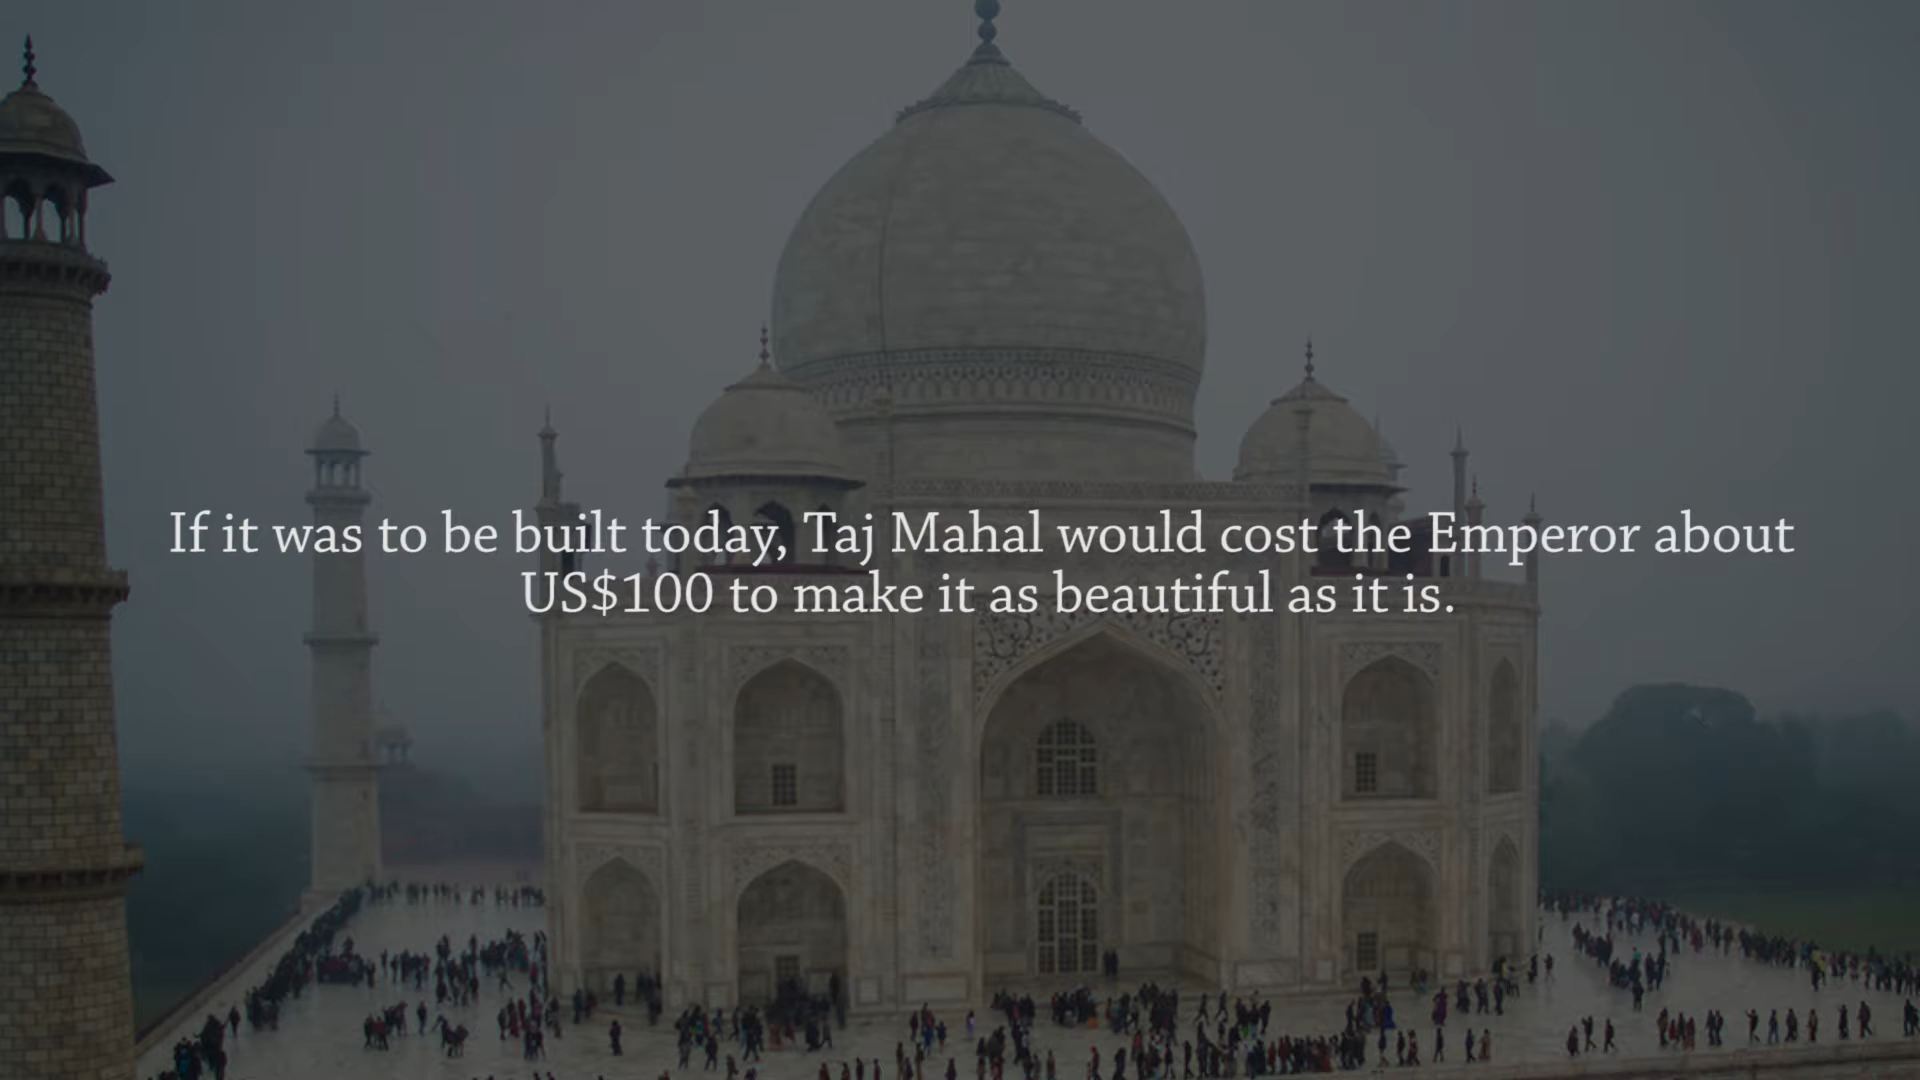 If it was to be built today, Taj Mahal would cost the Emperor about
US$100 to make it as beautiful as it is.